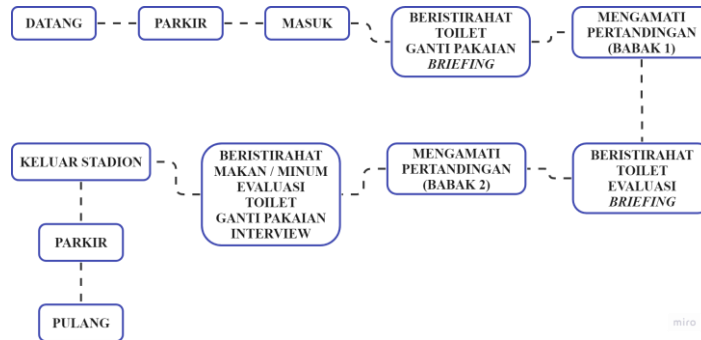 DATANG
PARKIR
MASUK
BERISTIRAHAT
TOILET
GANTI PAKAIAN
BRIEFING
MENGAMATI
PERTANDINGAN
(BABAK 1)
BERISTIRAHAT
TOILET
EVALUASI
BRIEFING
MENGAMATI
PERTANDINGAN
(BABAK 2)
BERISTIRAHAT
MAKAN / MINUM
EVALUASI
TOILET
GANTI PAKAIAN
INTERVIEW
KELUAR STADION
PARKIR
PULANG
miro